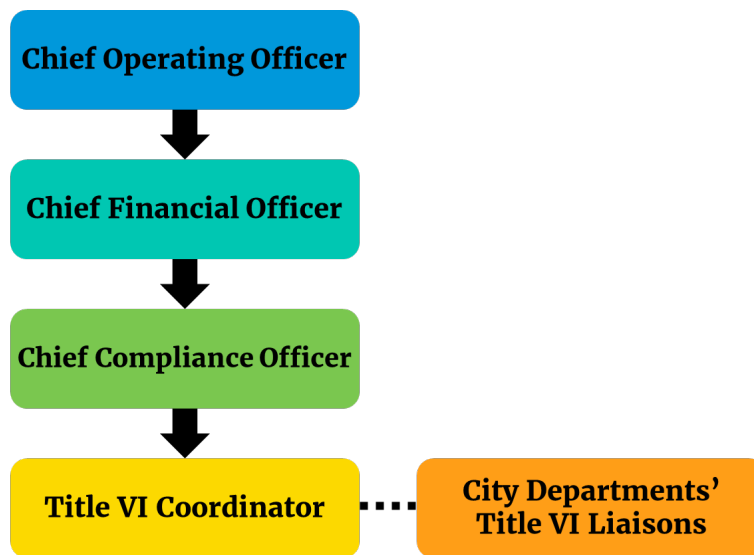 Chief Operating Officer
Chief Financial Officer
Chief Compliance Officer
Title VI Coordinator
City Departments’
Title VI Liaisons